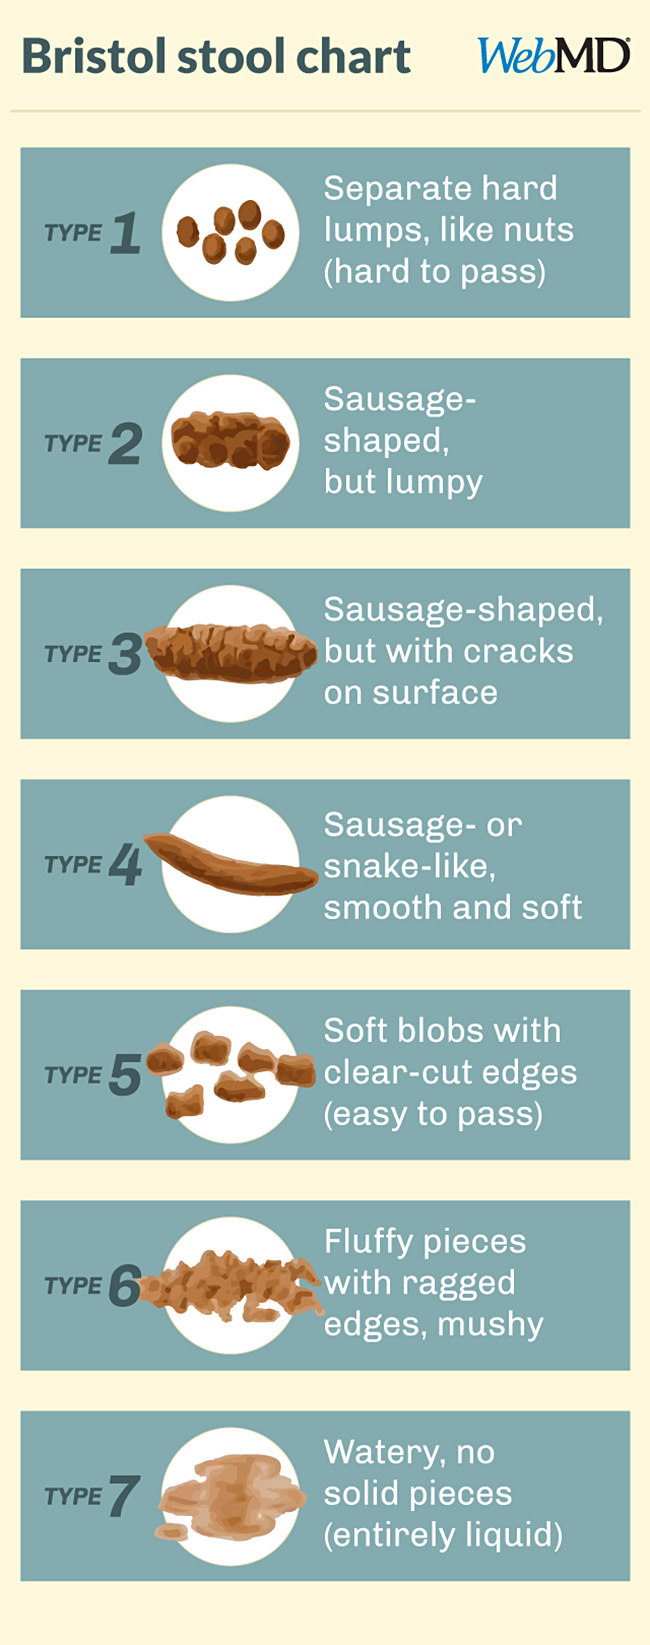 Bristol stool chart WebMD
TYPE 1
Separate hard
lumps, like nuts
(hard to pass)
TYPE 2
Sausage-
shaped,
but lumpy
TYPE 3
Sausage-shaped,
but with cracks
on surface
TYPE 4
Sausage- or
snake-like,
smooth and soft
TYPE 5
Soft blobs with
clear-cut edges
(easy to pass)
TYPE 6
Fluffy pieces
with ragged
edges, mushy
TYPE 7
Watery, no
solid pieces
(entirely liquid)